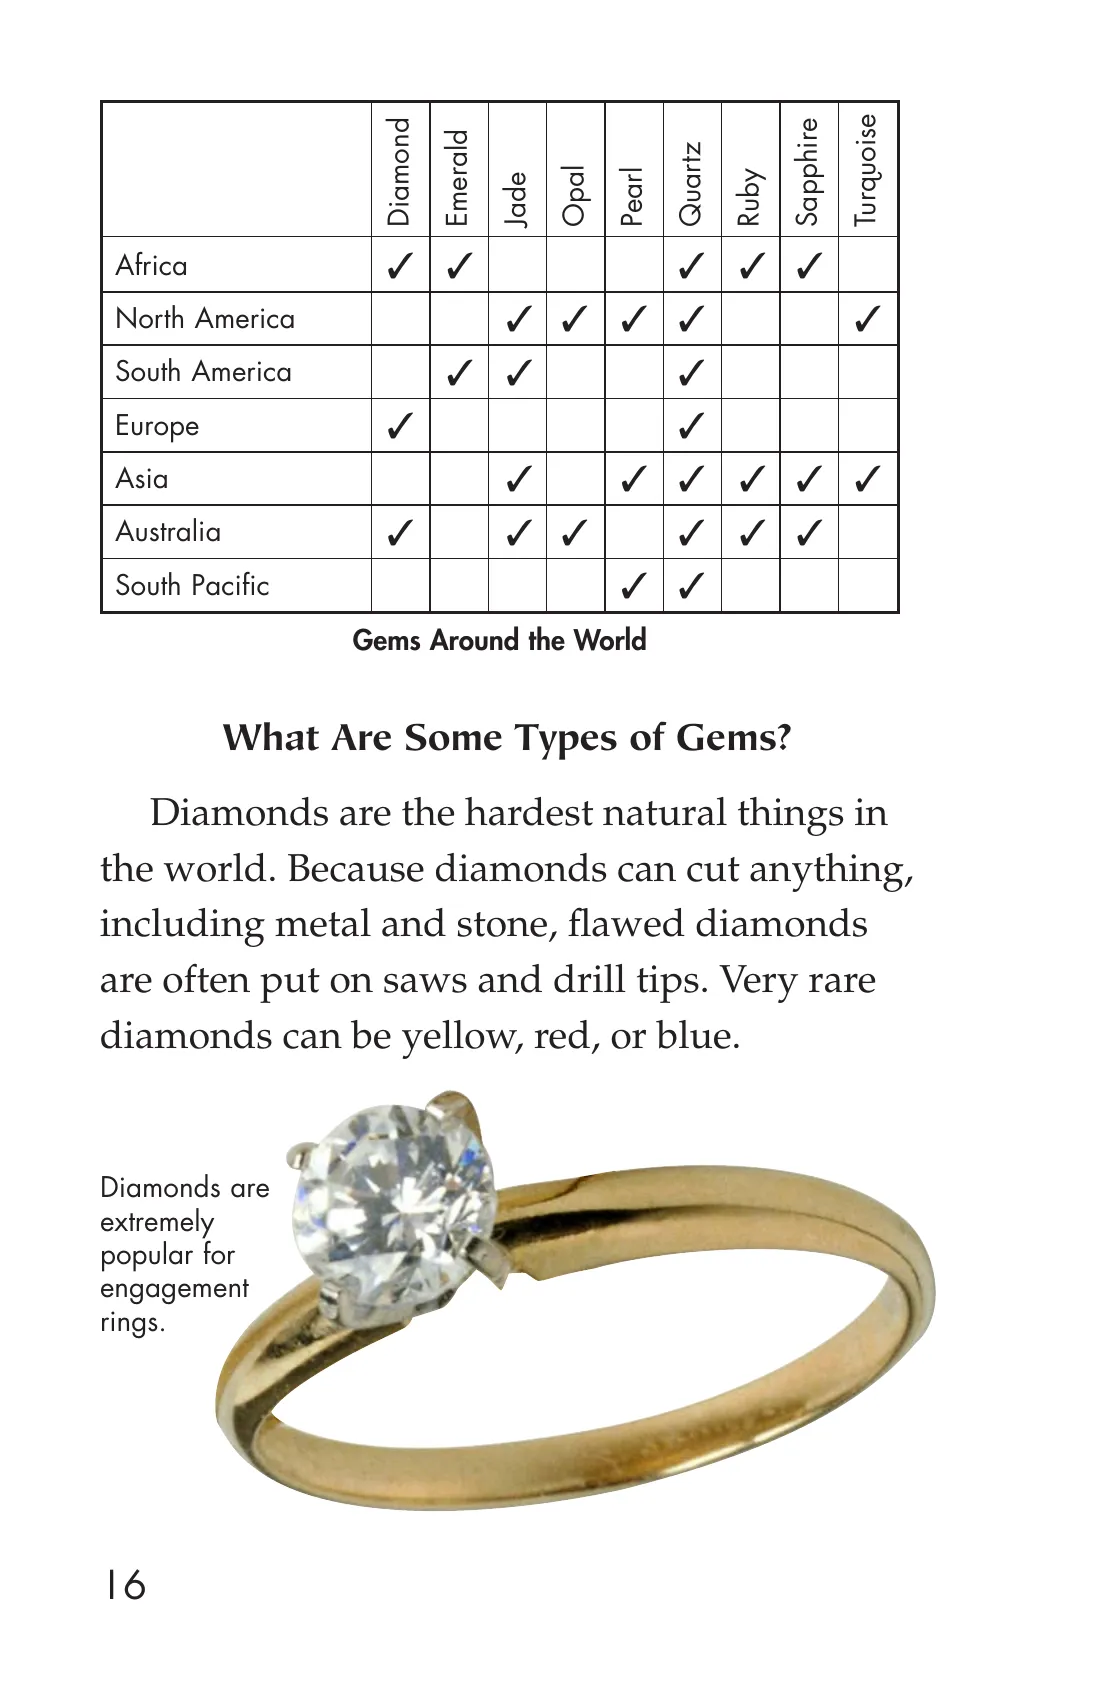 Diamond Emerald Jade Opal Pearl Quartz Ruby Sapphire Turquoise
Africa ✓ ✓ ✓ ✓ ✓
North America ✓ ✓ ✓ ✓ ✓
South America ✓ ✓ ✓
Europe ✓ ✓
Asia ✓ ✓ ✓ ✓ ✓ ✓
Australia ✓ ✓ ✓ ✓ ✓ ✓
South Pacific ✓ ✓
Gems Around the World
What Are Some Types of Gems?
Diamonds are the hardest natural things in
the world. Because diamonds can cut anything,
including metal and stone, flawed diamonds
are often put on saws and drill tips. Very rare
diamonds can be yellow, red, or blue.
Diamonds are
extremely
popular for
engagement
rings.
16